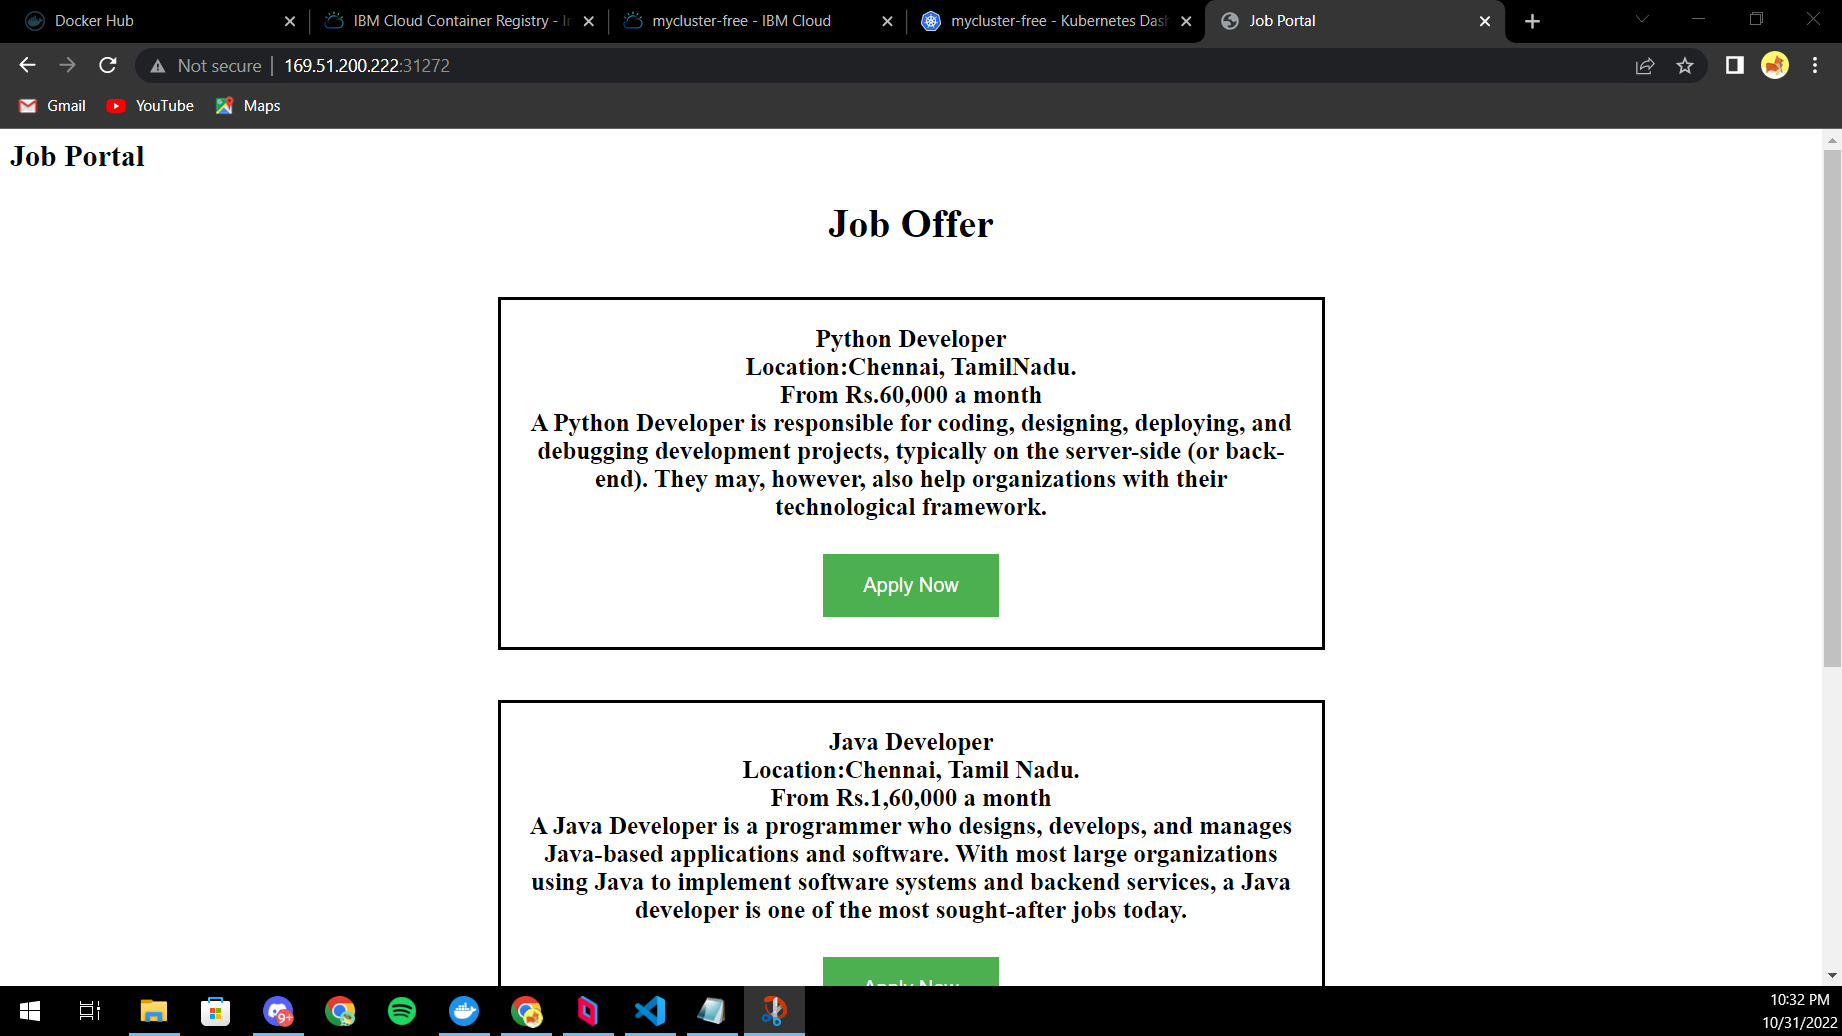 Docker Hub
IBM Cloud Container Registry - I
mycluster-free - IBM Cloud
mycluster-free - Kubernetes Das
Job Portal
Not secure
169.51.200.222:31272
Gmail
YouTube
Maps
Job Portal
Job Offer
Python Developer
Location:Chennai, TamilNadu.
From Rs.60,000 a month
A Python Developer is responsible for coding, designing, deploying, and
debugging development projects, typically on the server-side (or back-
end). They may, however, also help organizations with their
technological framework.
Apply Now
Java Developer
Location:Chennai, Tamil Nadu.
From Rs.1,60,000 a month
A Java Developer is a programmer who designs, develops, and manages
Java-based applications and software. With most large organizations
using Java to implement software systems and backend services, a Java
developer is one of the most sought-after jobs today.
Apply Now
9+
10:32 PM
10/31/2022